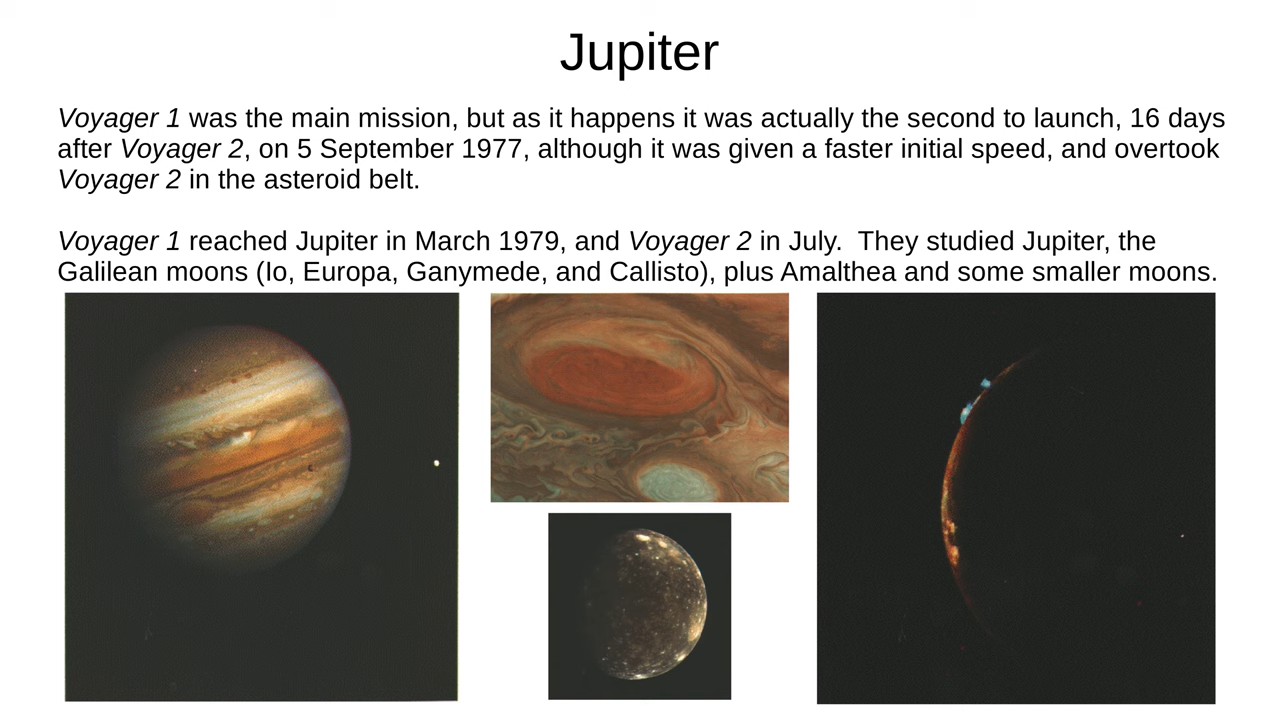 Jupiter
Voyager 1 was the main mission, but as it happens it was actually the second to launch, 16 days
after Voyager 2, on 5 September 1977, although it was given a faster initial speed, and overtook
Voyager 2 in the asteroid belt.
Voyager 1 reached Jupiter in March 1979, and Voyager 2 in July.  They studied Jupiter, the
Galilean moons (Io, Europa, Ganymede, and Callisto), plus Amalthea and some smaller moons.